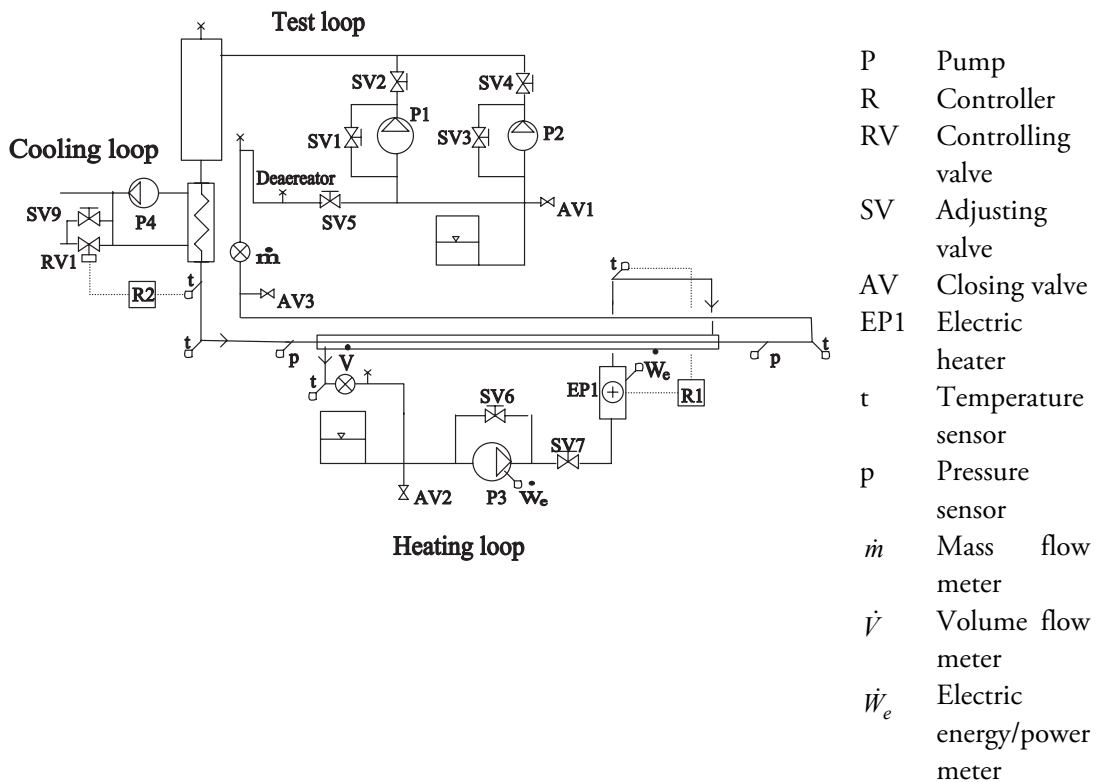 Test loop
SV2
SV4
P1
P2
SV1
SV3
Cooling loop
Deaereator
P4
SV9
SV5
AV1
ṁ
RV1
t
t
R2
AV3
t
p
V̇
p
t
t
Ẇe
EP1
R1
SV6
SV7
P3
Ẇe
AV2
Heating loop
P Pump
R Controller
RV Controlling
valve
SV Adjusting
valve
AV Closing valve
EP1 Electric
heater
t Temperature
sensor
p Pressure
sensor
ṁ Mass flow
meter
V̇ Volume flow
meter
Ẇe Electric
energy/power
meter